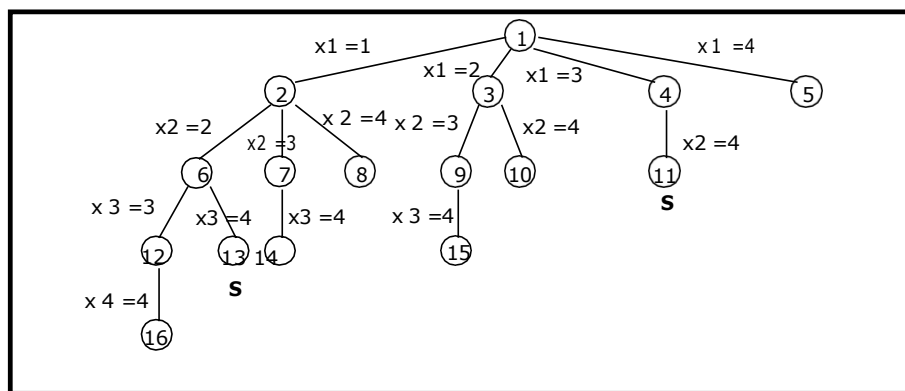 1
x1 =1
x1 =2
x1 =3
x1 =4
2
3
4
5
x2 =2
x2 =3
x 2 =4
x 2 =3
x2 =4
x2 =4
6
7
8
9
10
11
S
x 3 =3
x3 =4
x3 =4
x 3 =4
12
13
14
15
S
x 4 =4
16